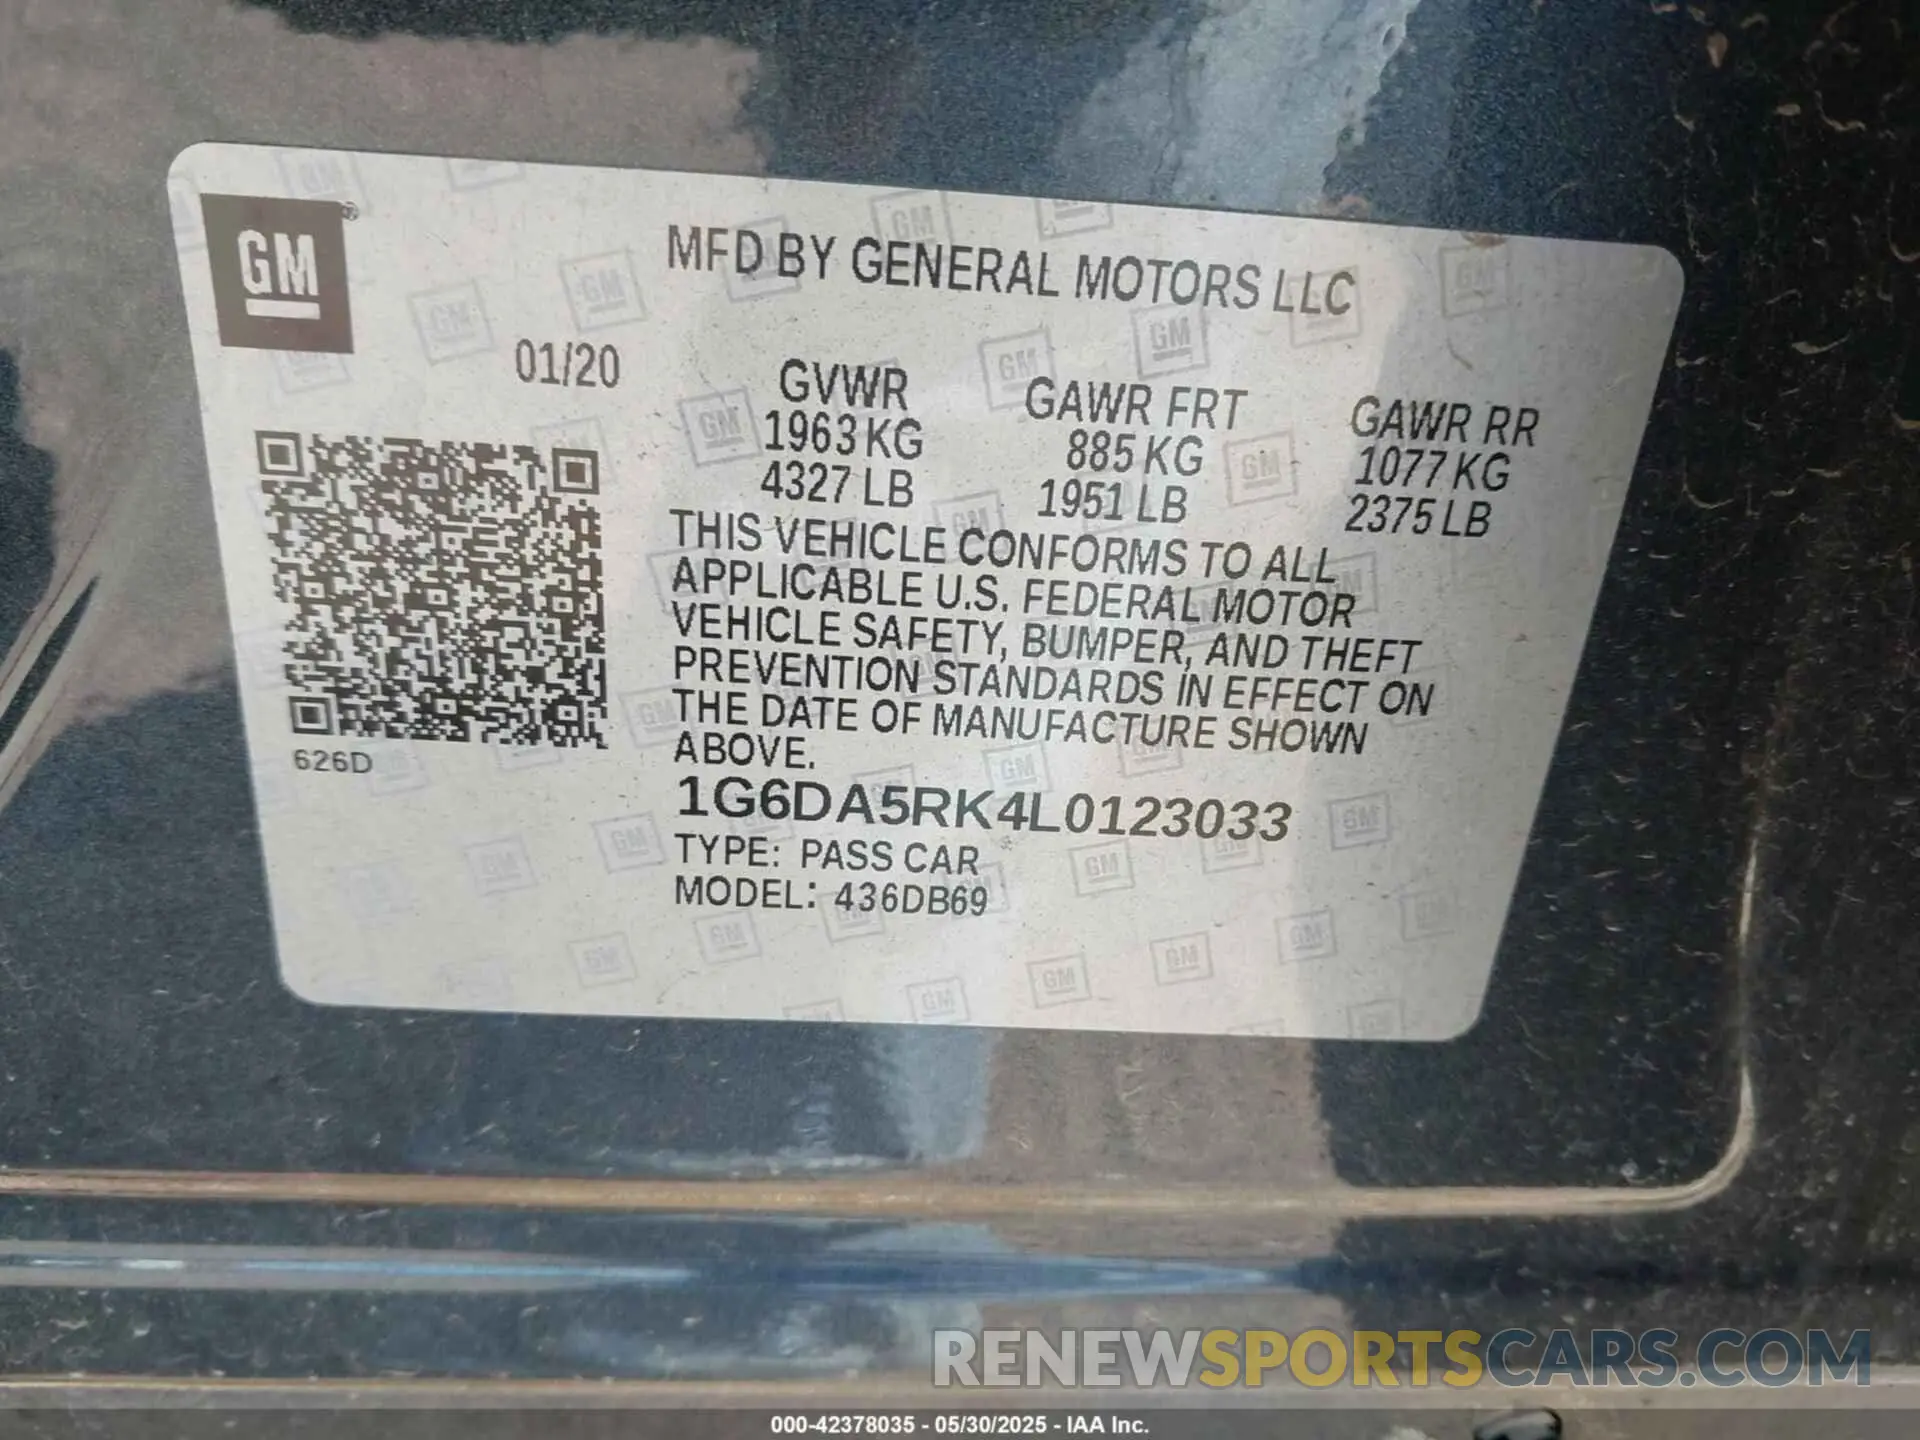 GM
MFD BY GENERAL MOTORS LLC
01/20
GVWR
1963 KG
4327 LB
GAWR FRT
885 KG
1951 LB
GAWR RR
1077 KG
2375 LB
THIS VEHICLE CONFORMS TO ALL
APPLICABLE U.S. FEDERAL MOTOR
VEHICLE SAFETY, BUMPER, AND THEFT
PREVENTION STANDARDS IN EFFECT ON
THE DATE OF MANUFACTURE SHOWN
ABOVE.
626D
1G6DA5RK4L0123033
TYPE: PASS CAR
MODEL: 436DB69
RENEWSPORTSCARS.COM
000-42378035 - 05/30/2025 - IAA Inc.